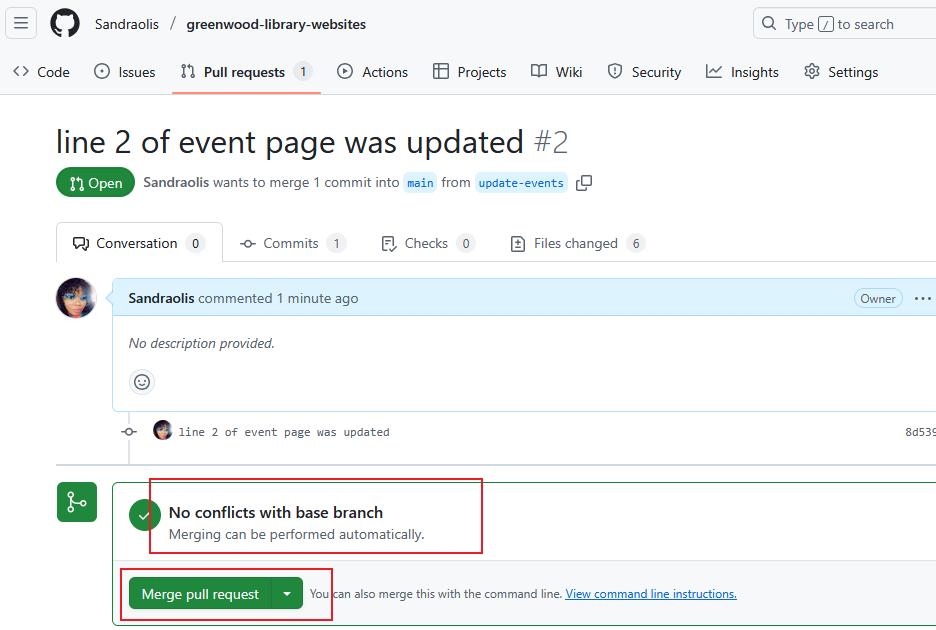 Sandraolis / greenwood-library-websites
Type / to search
Code Issues Pull requests 1 Actions Projects Wiki Security Insights Settings
line 2 of event page was updated #2
Open Sandraolis wants to merge 1 commit into main from update-events
Conversation 0 Commits 1 Checks 0 Files changed 6
Sandraolis commented 1 minute ago Owner ...
No description provided.
line 2 of event page was updated 8d539
No conflicts with base branch
Merging can be performed automatically.
Merge pull request You can also merge this with the command line. View command line instructions.